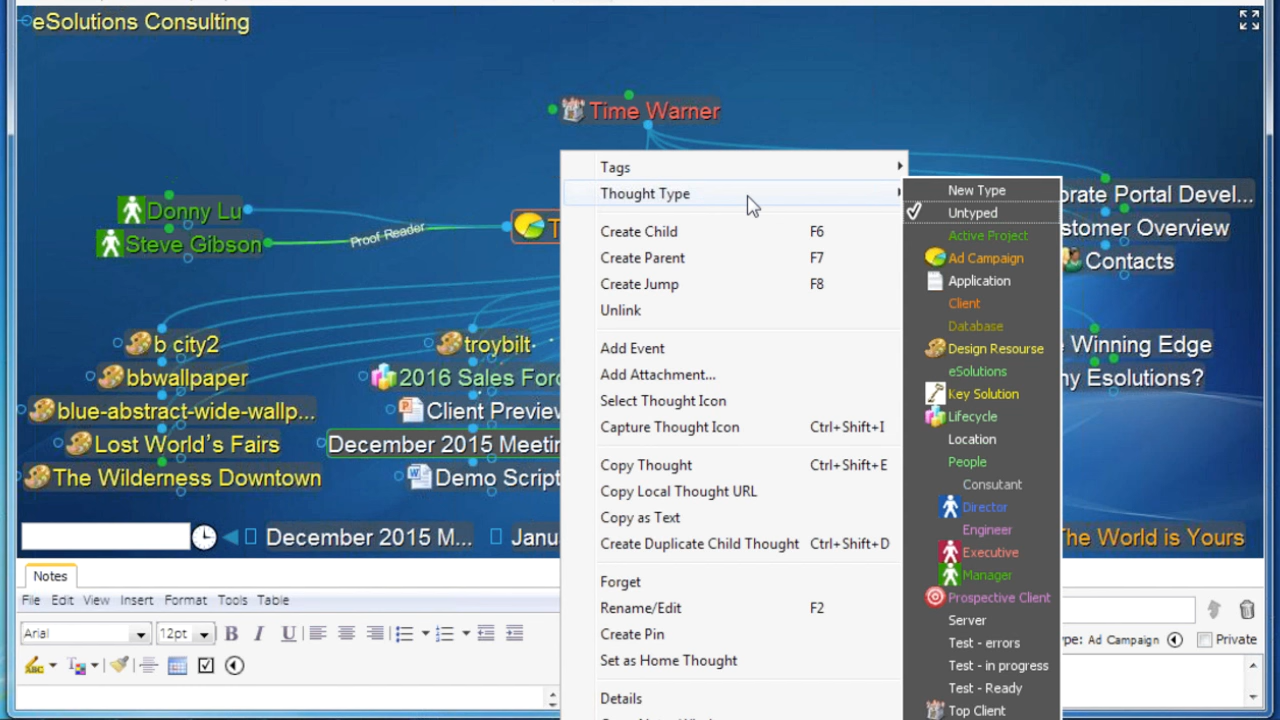 eSolutions Consulting
Time Warner
Tags
Thought Type
Create Child F6
Create Parent F7
Create Jump F8
Unlink
Add Event
Add Attachment...
Select Thought Icon
Capture Thought Icon Ctrl+Shift+I
Copy Thought Ctrl+Shift+E
Copy Local Thought URL
Copy as Text
Create Duplicate Child Thought Ctrl+Shift+D
Forget
Rename/Edit F2
Create Pin
Set as Home Thought
Details
New Type
Untyped
Active Project
Ad Campaign
Application
Client
Database
Design Resourse
eSolutions
Key Solution
Lifecycle
Location
People
Consutant
Director
Engineer
Executive
Manager
Prospective Client
Server
Test - errors
Test - in progress
Test - Ready
Top Client
orate Portal Devel...
stomer Overview
Contacts
Donny Lu
Steve Gibson
Proof Reader
T
b city2
bbwallpaper
blue-abstract-wide-wallp...
Lost World's Fairs
The Wilderness Downtown
troybilt
2016 Sales Forc
Client Preview
December 2015 Meetin
Demo Script
Winning Edge
ny Esolutions?
December 2015 M...
Janu
The World is Yours
Notes
File Edit View Insert Format Tools Table
Arial 12pt B I U
ABC T
pe: Ad Campaign Private